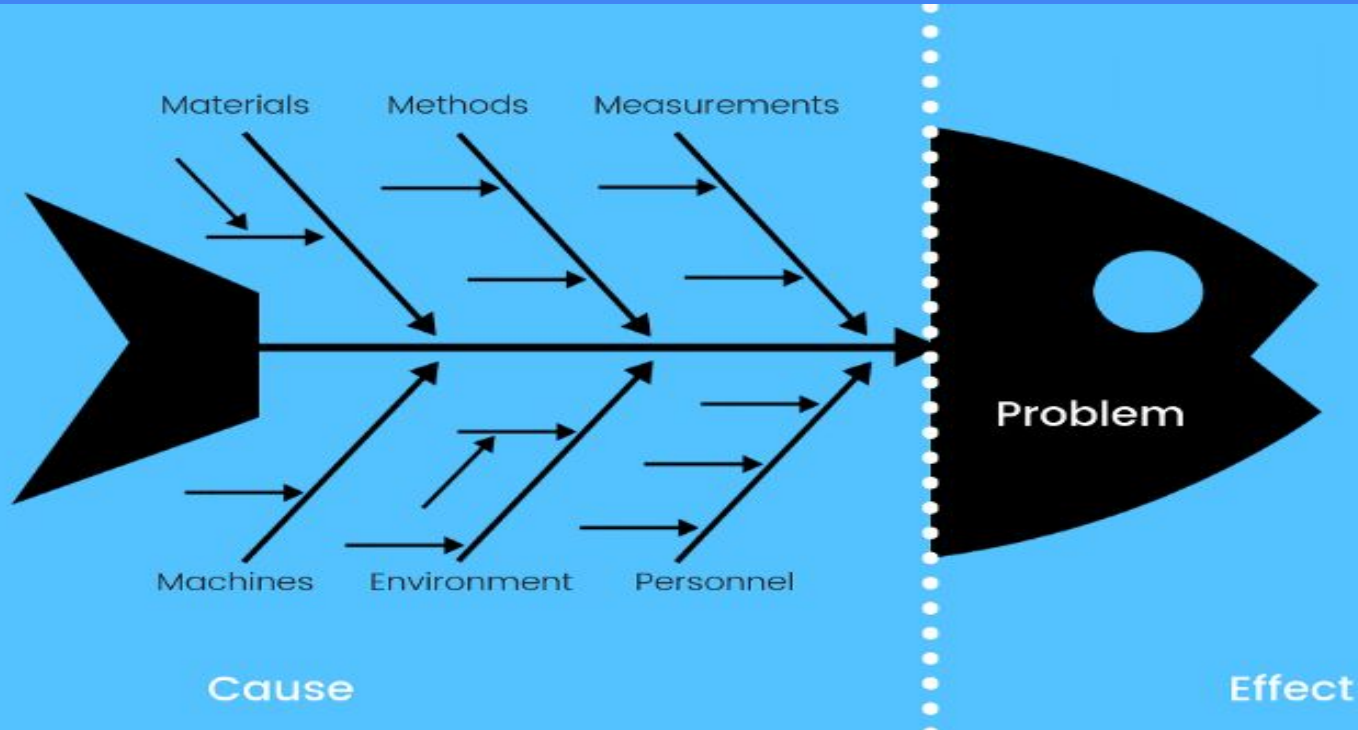 Materials
Methods
Measurements
Problem
Machines
Environment
Personnel
Cause
Effect